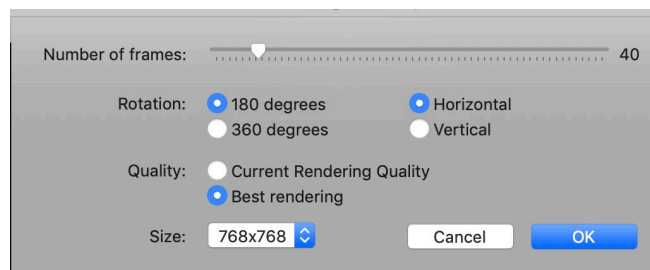 Number of frames: 40
Rotation: 180 degrees Horizontal
360 degrees Vertical
Quality: Current Rendering Quality
Best rendering
Size: 768x768 Cancel OK